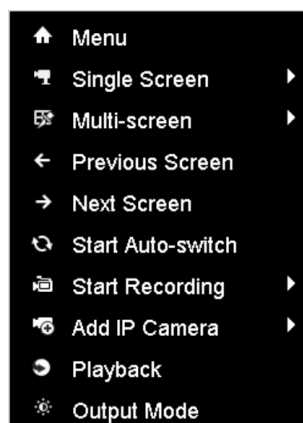 Menu
Single Screen
Multi-screen
Previous Screen
Next Screen
Start Auto-switch
Start Recording
Add IP Camera
Playback
Output Mode